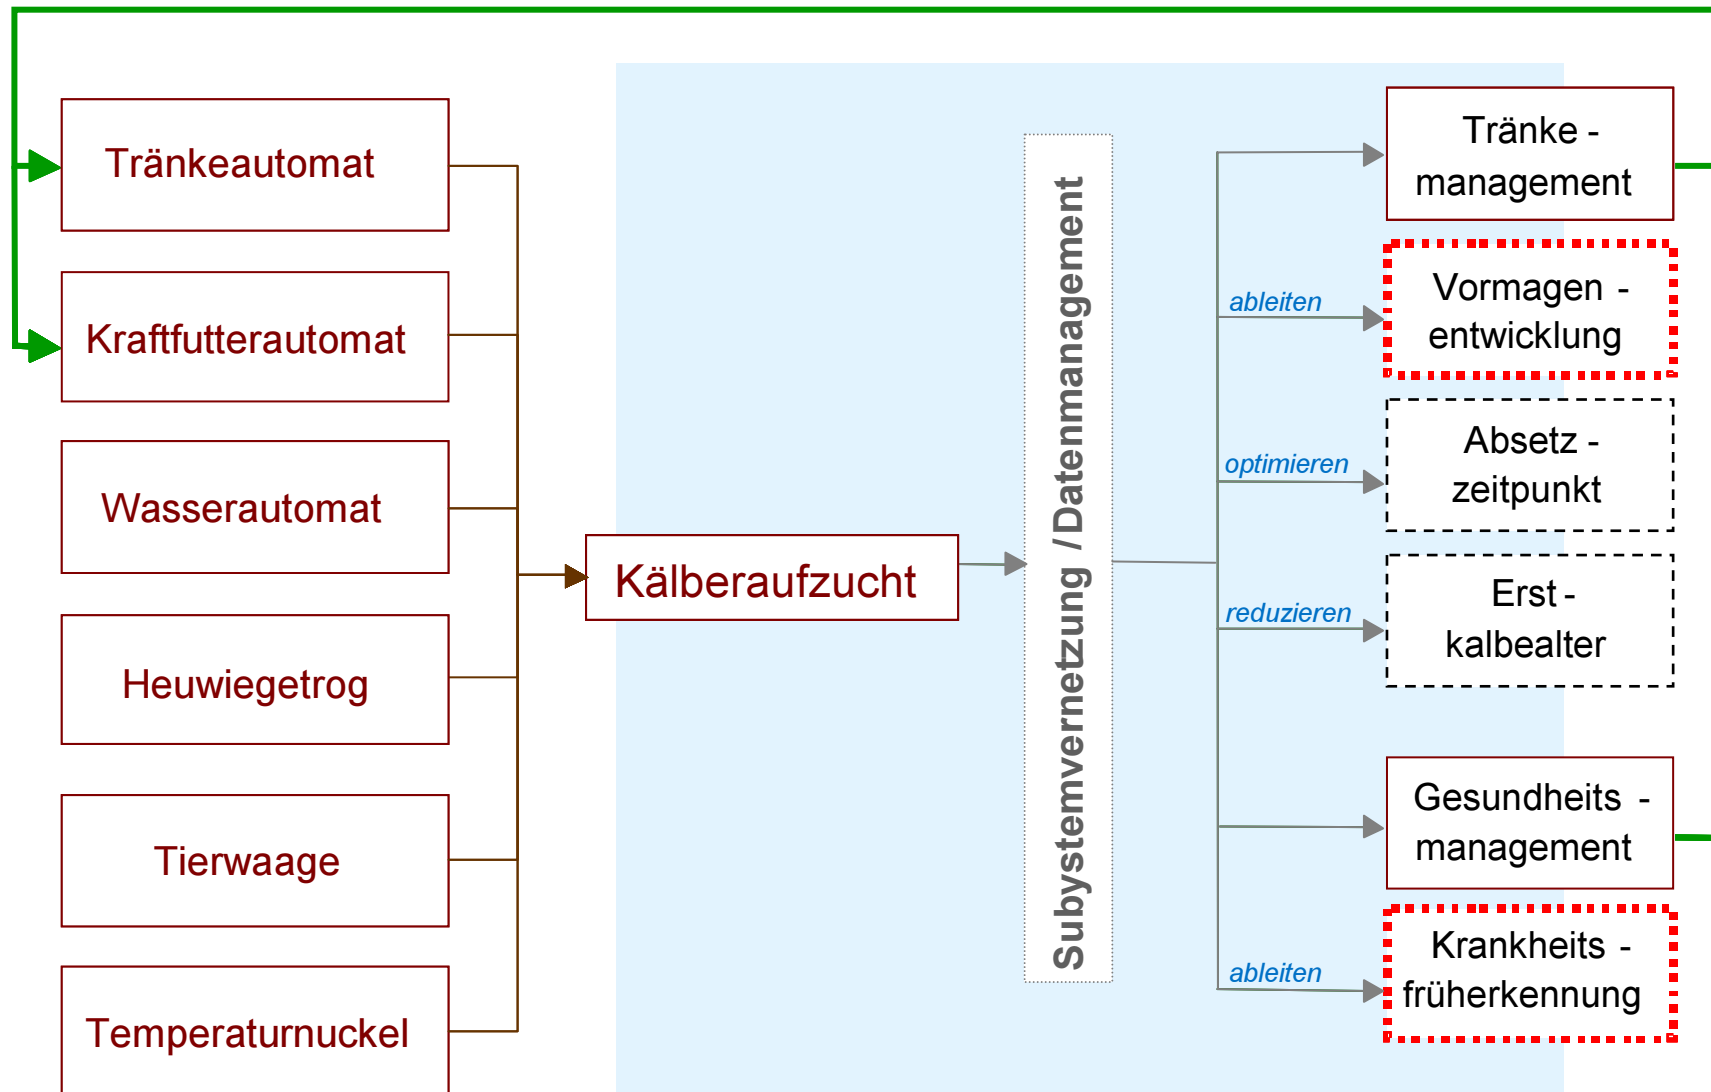 Tränkeautomat
Kraftfutterautomat
Wasserautomat
Heuwiegetrog
Tierwaage
Temperaturnuckel
Kälberaufzucht
Subystemvernetzung / Datenmanagement
Tränke -
management
ableiten
Vormagen -
entwicklung
optimieren
Absetz -
zeitpunkt
reduzieren
Erst -
kalbealter
Gesundheits -
management
ableiten
Krankheits -
früherkennung